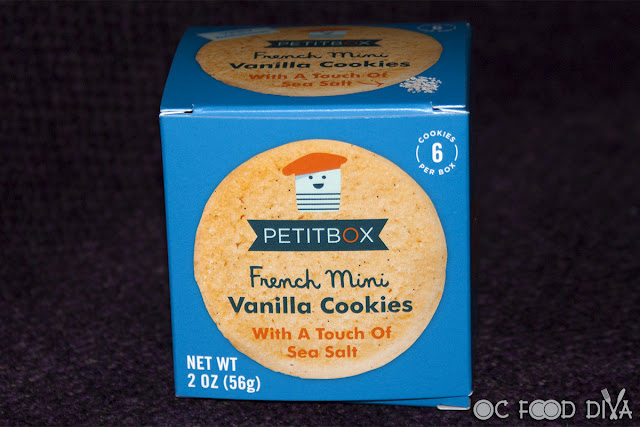 PETITBOX
French Mini
Vanilla Cookies
With A Touch Of
Sea Salt
COOKIES
6
PER BOX
PETITBOX
French Mini
Vanilla Cookies
With A Touch Of
Sea Salt
NET WT
2 OZ (56g)
OC FOOD DIVA